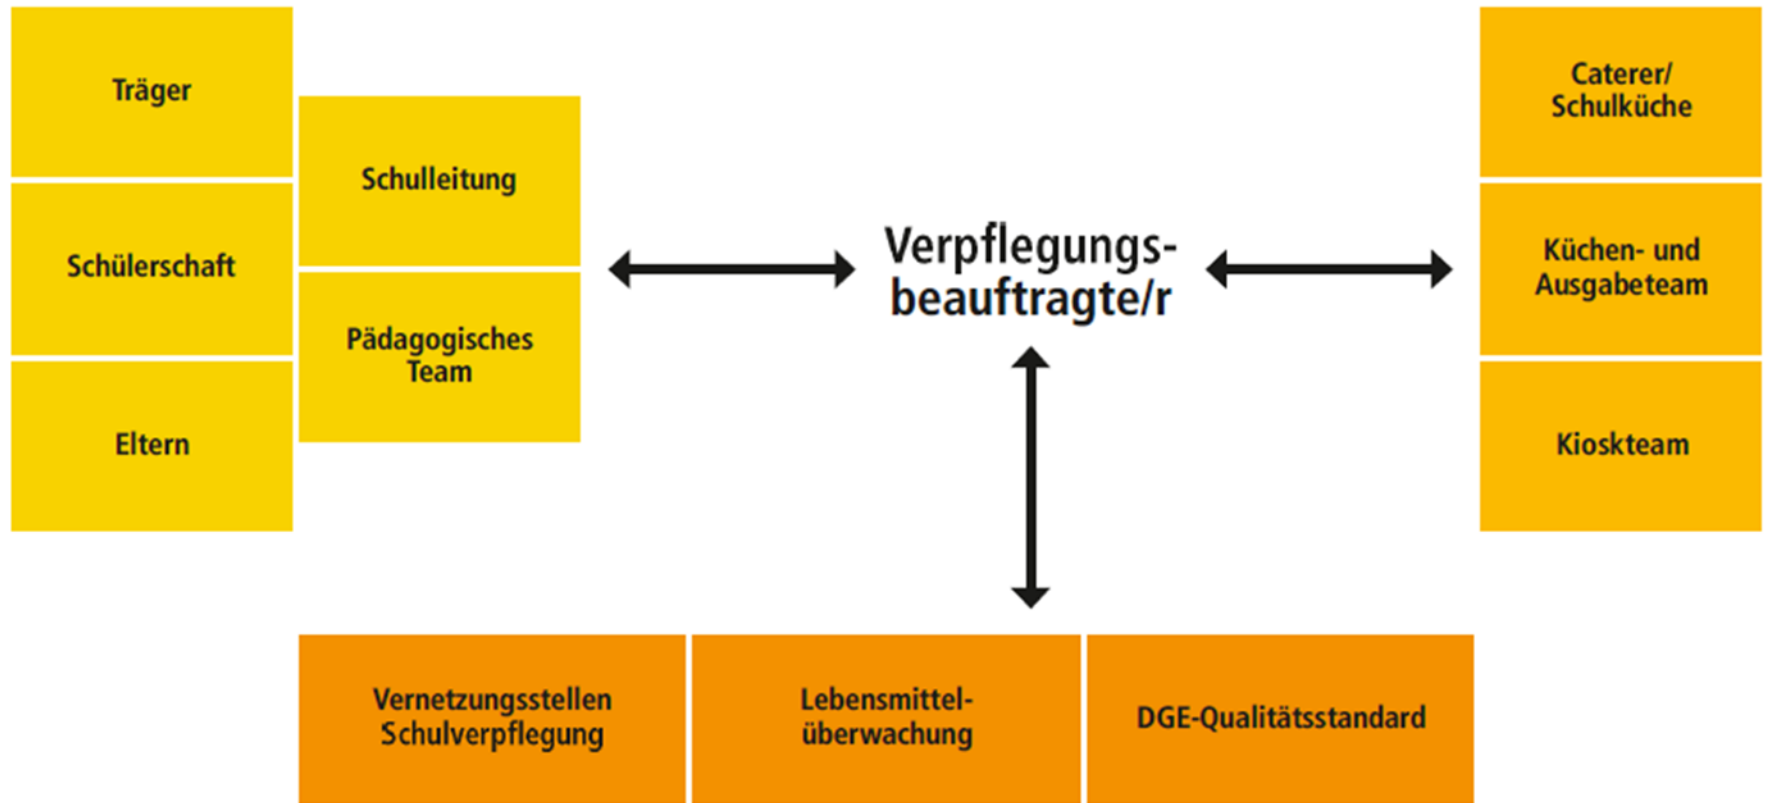 Träger
Schülerschaft
Eltern
Schulleitung
Pädagogisches
Team
Verpflegungs-
beauftragte/r
Caterer/
Schulküche
Küchen- und
Ausgabeteam
Kioskteam
Vernetzungsstellen
Schulverpflegung
Lebensmittel-
überwachung
DGE-Qualitätsstandard